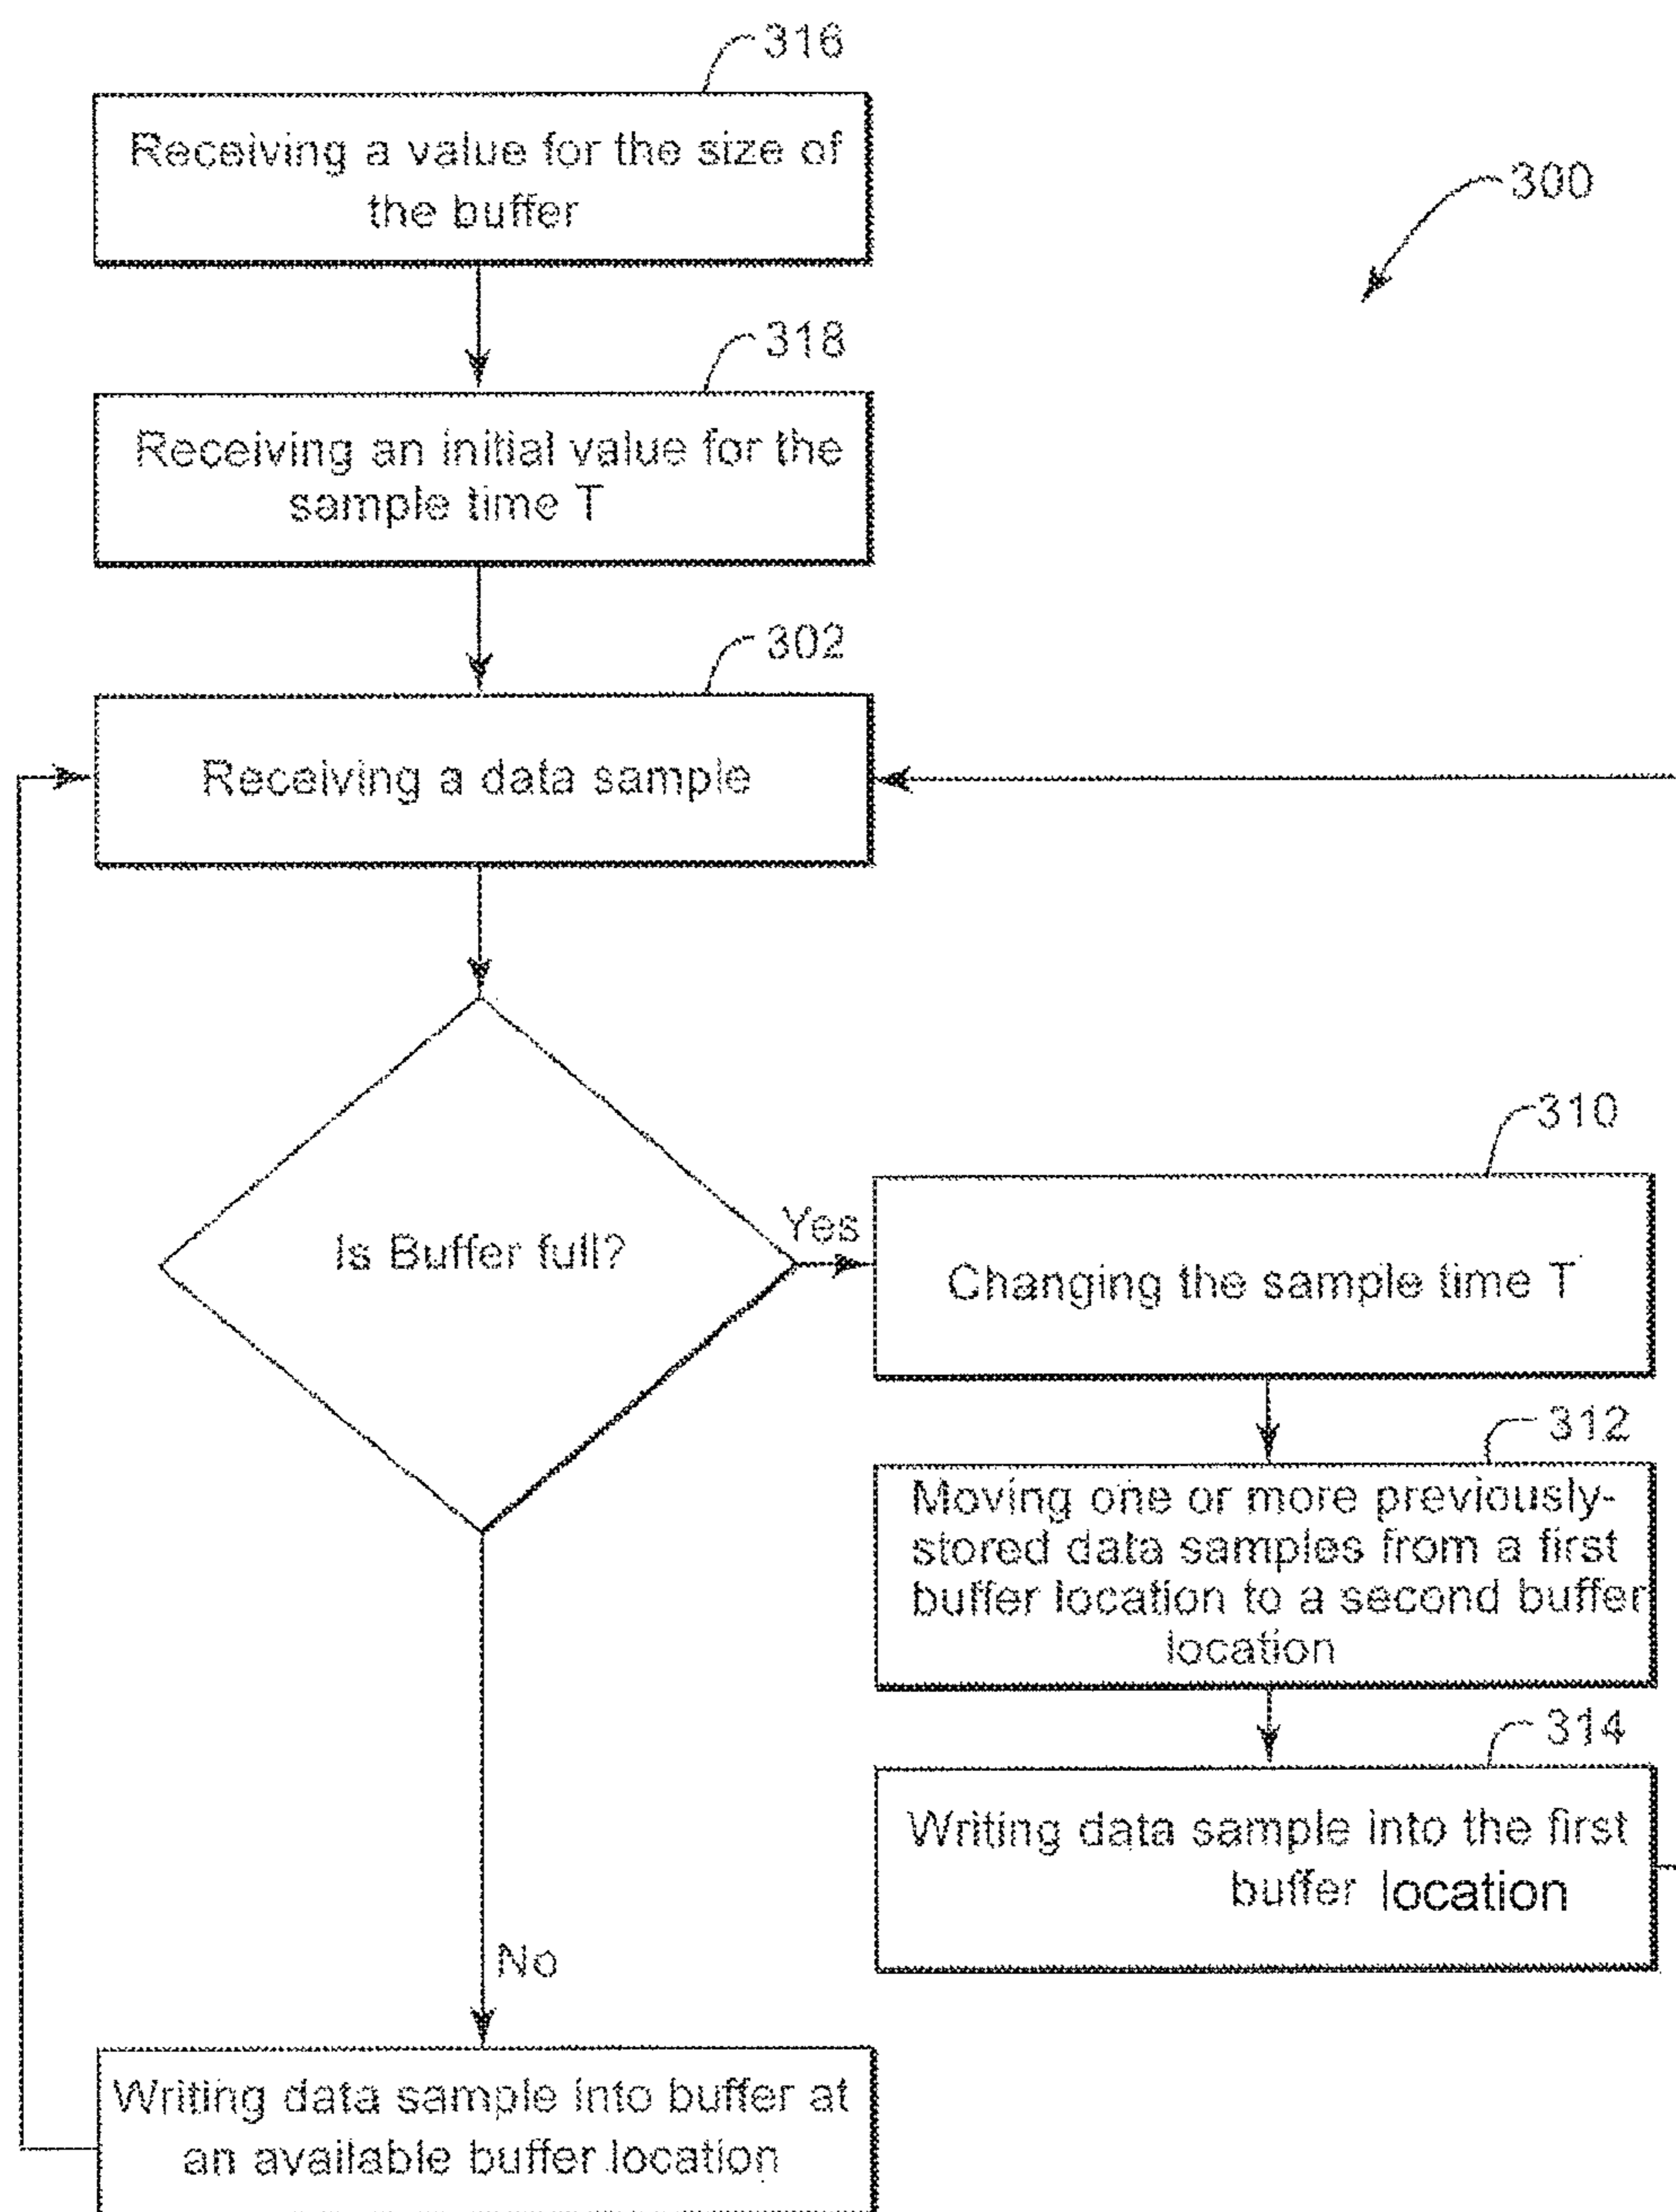 316
Receiving a value for the size of
the buffer
300
318
Receiving an initial value for the
sample time T
302
Receiving a data sample
Is Buffer full?
Yes
310
Changing the sample time T
312
Moving one or more previously-
stored data samples from a first
buffer location to a second buffer
location
314
Writing data sample into the first
buffer location
No
Writing data sample into buffer at
an available buffer location